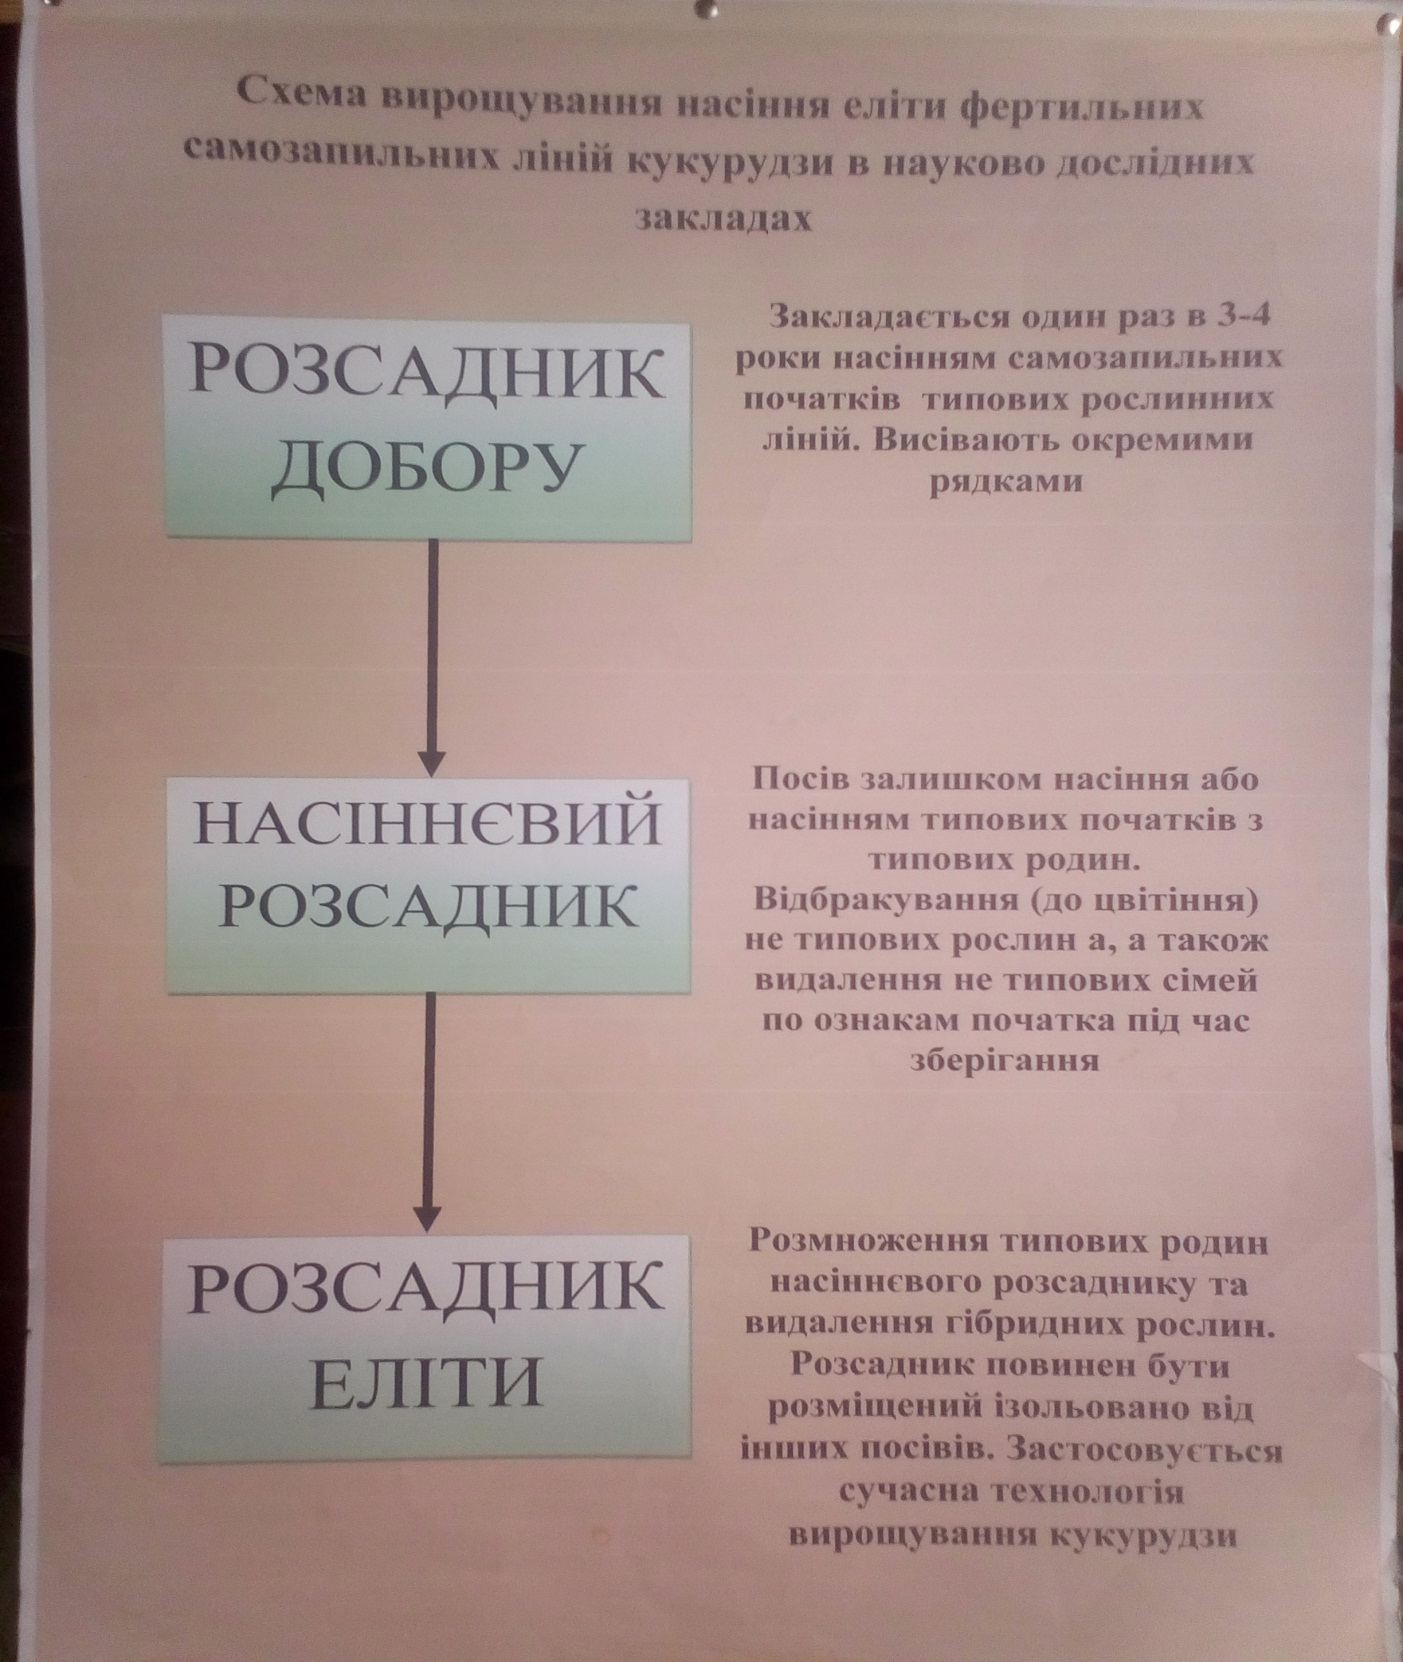 Схема вирощування насіння еліти фертильних
самозапильних ліній кукурудзи в науково дослідних
закладах
РОЗСАДНИК
ДОБОРУ
Закладається один раз в 3-4
роки насінням самозапильних
початків типових рослинних
ліній. Висівають окремими
рядками
НАСІННЄВИЙ
РОЗСАДНИК
Посів залишком насіння або
насінням типових початків з
типових родин.
Відбракування (до цвітіння)
не типових рослин а, а також
видалення не типових сімей
по ознакам початка під час
зберігання
РОЗСАДНИК
ЕЛІТИ
Розмноження типових родин
насіннєвого розсаднику та
видалення гібридних рослин.
Розсадник повинен бути
розміщений ізольовано від
інших посівів. Застосовується
сучасна технологія
вирощування кукурудзи